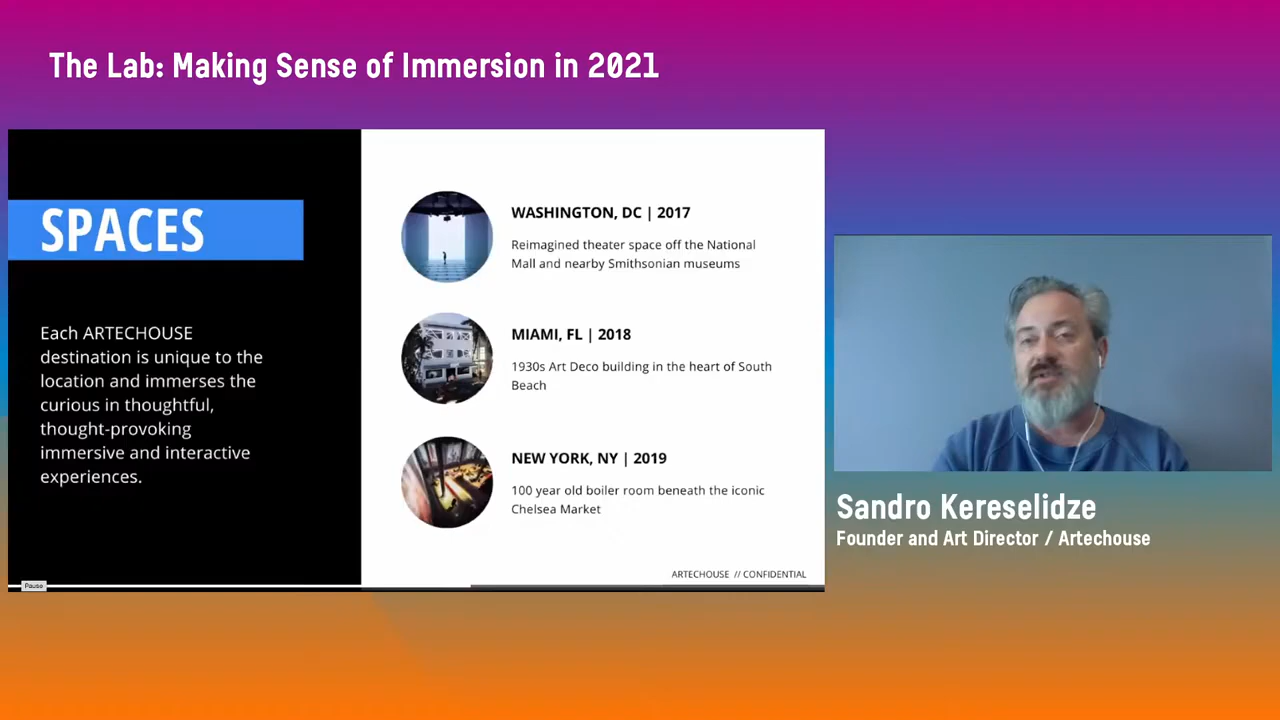 The Lab: Making Sense of Immersion in 2021
SPACES
Each ARTECHOUSE
destination is unique to the
location and immerses the
curious in thoughtful,
thought-provoking
immersive and interactive
experiences.
WASHINGTON, DC | 2017
Reimagined theater space off the National
Mall and nearby Smithsonian museums
MIAMI, FL | 2018
1930s Art Deco building in the heart of South
Beach
NEW YORK, NY | 2019
100 year old boiler room beneath the iconic
Chelsea Market
ARTECHOUSE // CONFIDENTIAL
Pause
Sandro Kereselidze
Founder and Art Director / Artechouse